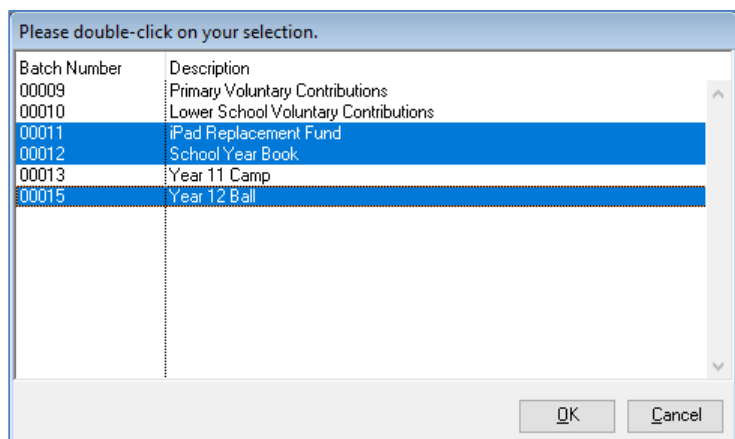 Please double-click on your selection.
Batch Number Description
00009 Primary Voluntary Contributions
00010 Lower School Voluntary Contributions
00011 iPad Replacement Fund
00012 School Year Book
00013 Year 11 Camp
00015 Year 12 Ball
OK Cancel